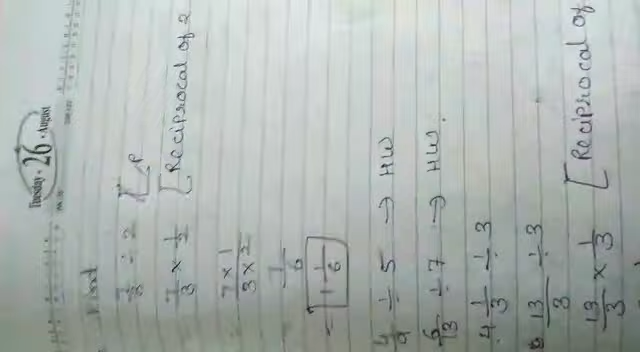 Tuesday • 26 • August
Find
7/3 ÷ 2
7/3 × 1/2 [Reciprocal of 2
7 × 1 / 3 × 2
7/6
= 1 1/6
4/9 ÷ 5 → HW
6/13 ÷ 7 → HW.
4 1/3 ÷ 3
13/3 ÷ 3
13/3 × 1/3 [Reciprocal of